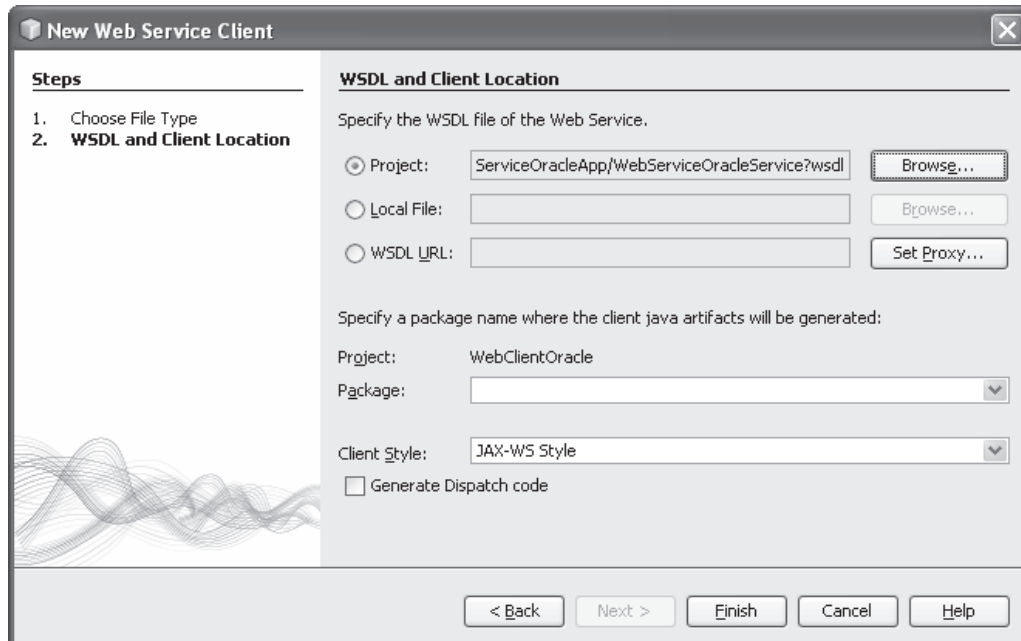 New Web Service Client
Steps
1. Choose File Type
2. WSDL and Client Location
WSDL and Client Location
Specify the WSDL file of the Web Service.
Project: ServiceOracleApp/WebServiceOracleService?wsdl Browse...
Local File: Browse...
WSDL URL: Set Proxy...
Specify a package name where the client java artifacts will be generated:
Project: WebClientOracle
Package:
Client Style: JAX-WS Style
Generate Dispatch code
< Back Next > Finish Cancel Help